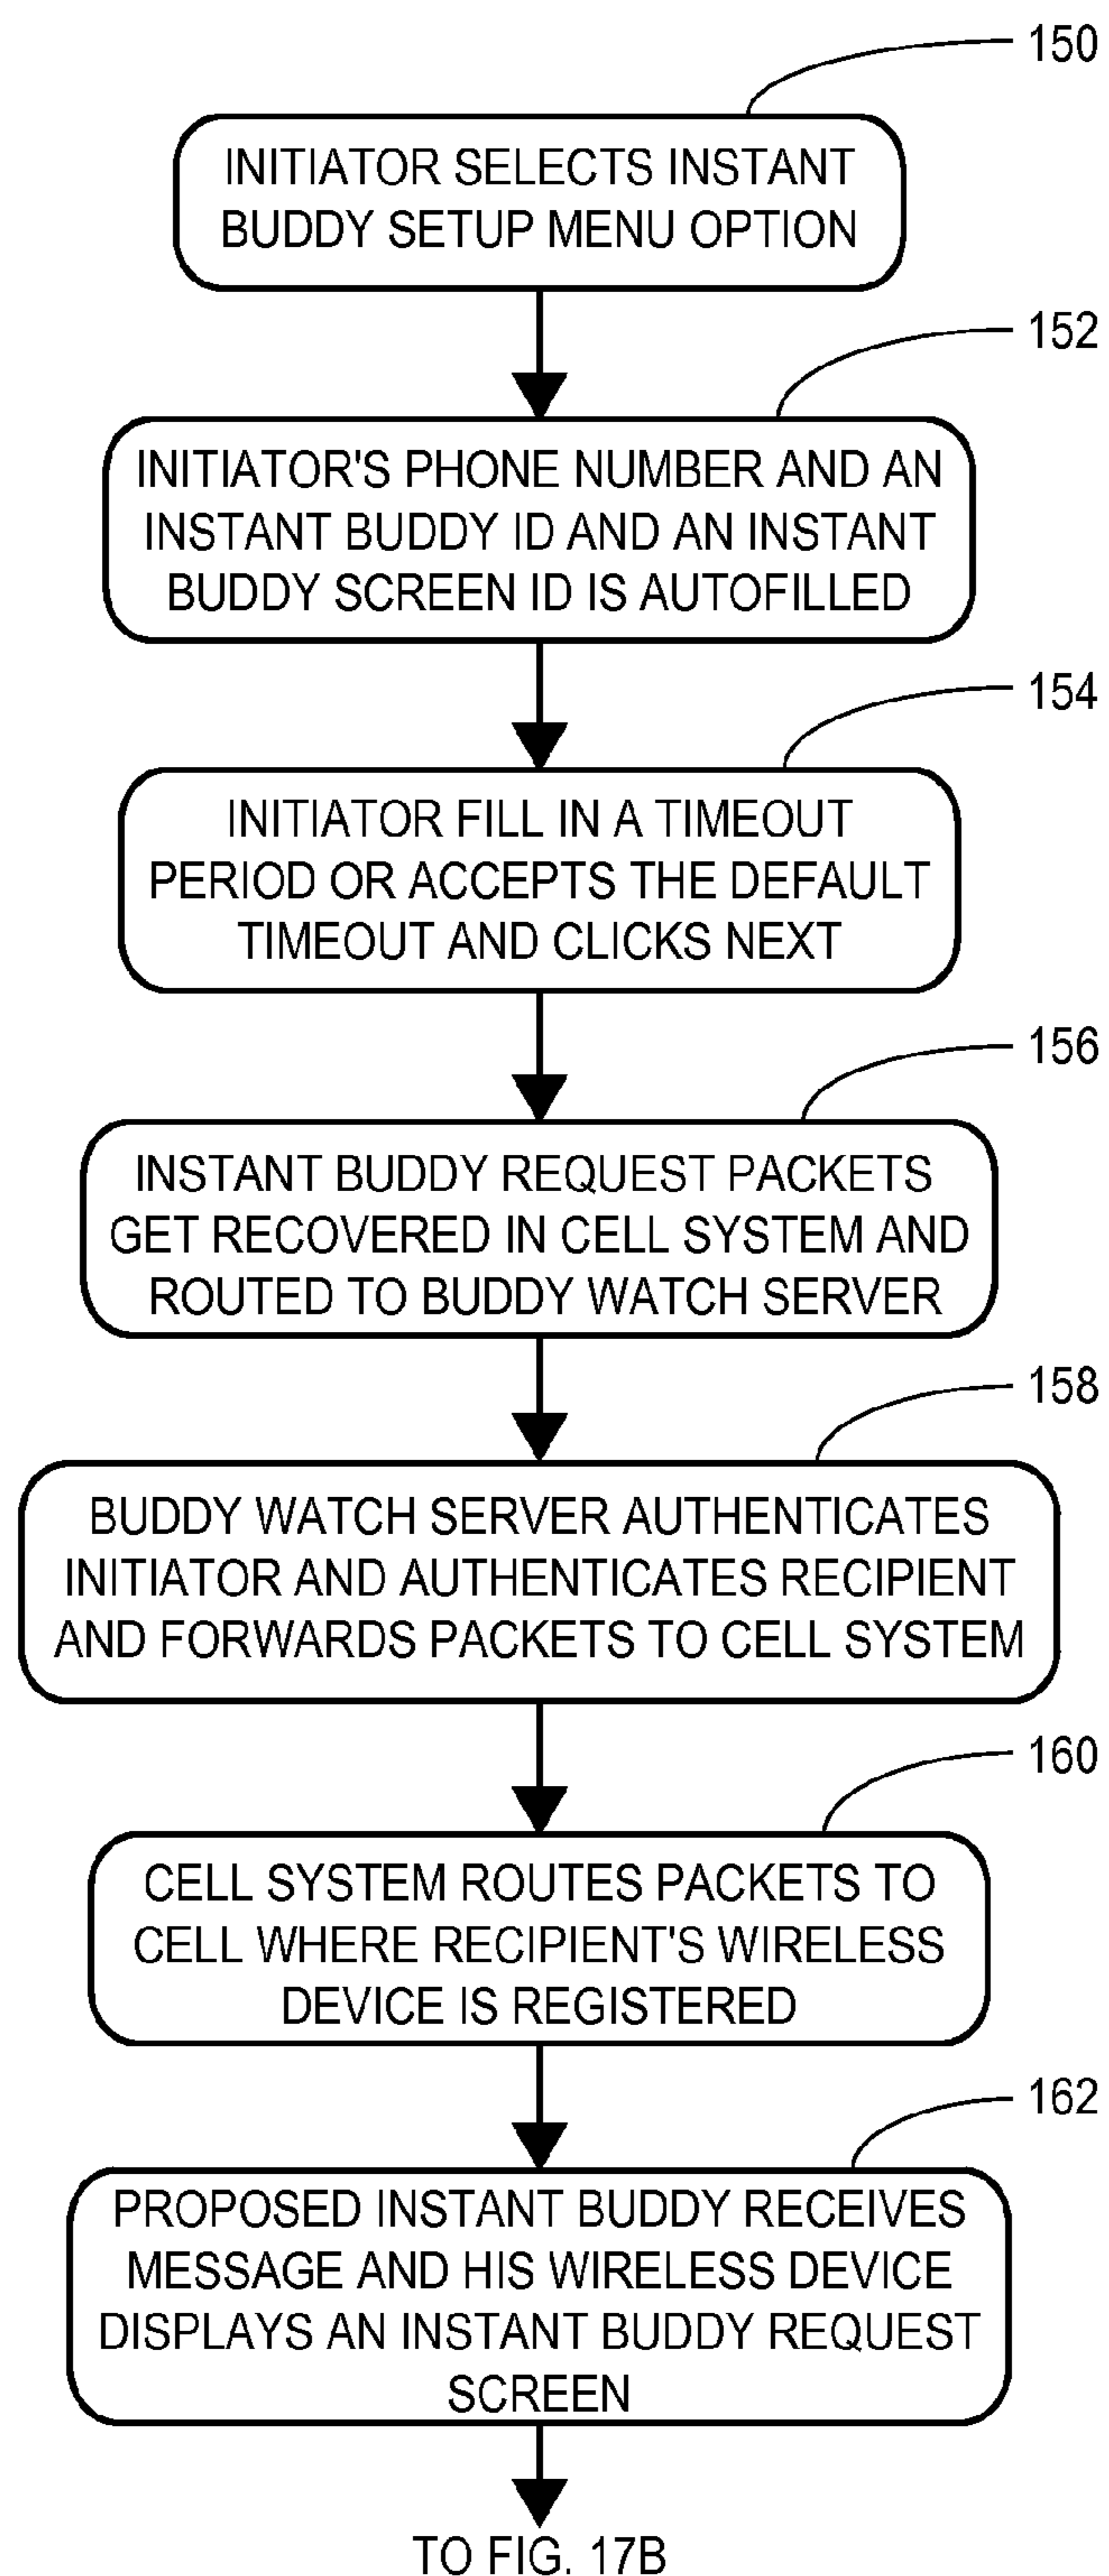 150
INITIATOR SELECTS INSTANT
BUDDY SETUP MENU OPTION
152
INITIATOR'S PHONE NUMBER AND AN
INSTANT BUDDY ID AND AN INSTANT
BUDDY SCREEN ID IS AUTOFILLED
154
INITIATOR FILL IN A TIMEOUT
PERIOD OR ACCEPTS THE DEFAULT
TIMEOUT AND CLICKS NEXT
156
INSTANT BUDDY REQUEST PACKETS
GET RECOVERED IN CELL SYSTEM AND
ROUTED TO BUDDY WATCH SERVER
158
BUDDY WATCH SERVER AUTHENTICATES
INITIATOR AND AUTHENTICATES RECIPIENT
AND FORWARDS PACKETS TO CELL SYSTEM
160
CELL SYSTEM ROUTES PACKETS TO
CELL WHERE RECIPIENT'S WIRELESS
DEVICE IS REGISTERED
162
PROPOSED INSTANT BUDDY RECEIVES
MESSAGE AND HIS WIRELESS DEVICE
DISPLAYS AN INSTANT BUDDY REQUEST
SCREEN
TO FIG. 17B